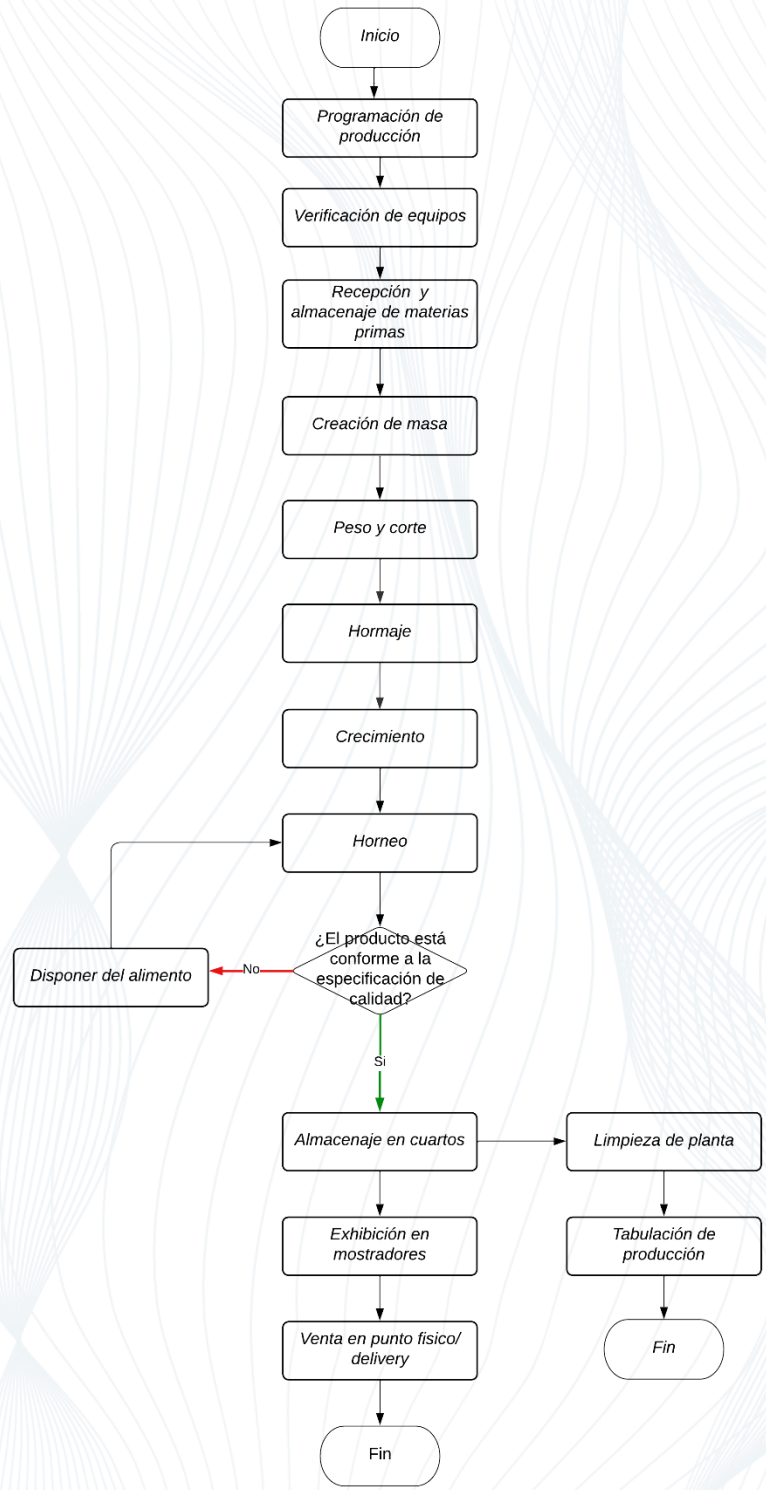 Inicio
Programación de
producción
Verificación de equipos
Recepción y
almacenaje de materias
primas
Creación de masa
Peso y corte
Hormaje
Crecimiento
Horneo
¿El producto está
conforme a la
especificación de
calidad?
No
Disponer del alimento
Si
Almacenaje en cuartos
Limpieza de planta
Exhibición en
mostradores
Tabulación de
producción
Venta en punto fisico/
delivery
Fin
Fin